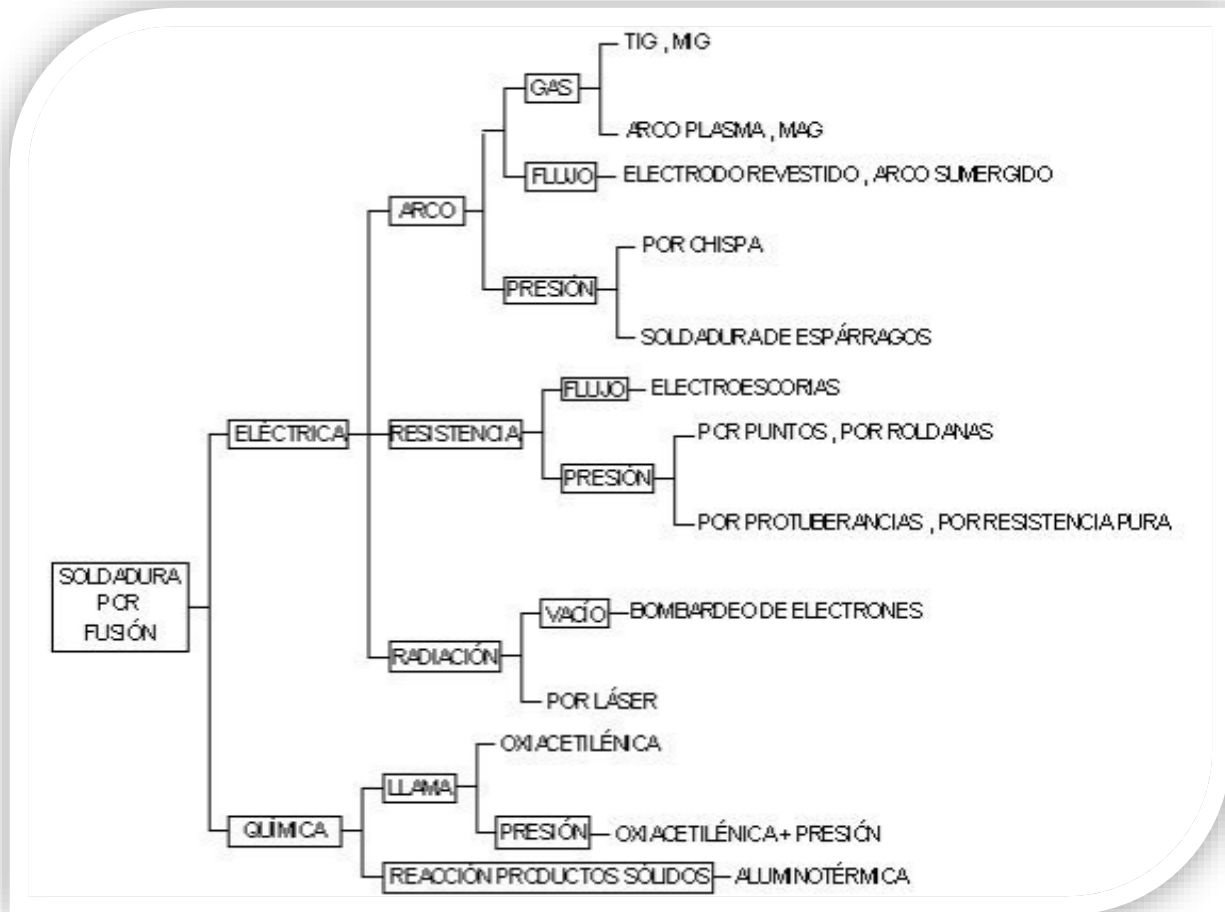 TIG , MIG
GAS
ARCO PLASMA , MAG
FLUJO
ELECTRODO REVESTIDO , ARCO SUMERGIDO
ARCO
POR CHISPA
PRESIÓN
SOLDADURA DE ESPÁRRAGOS
FLUJO
ELECTROESCORIAS
ELÉCTRICA
RESISTENCIA
POR PUNTOS , POR ROLDANAS
PRESIÓN
POR PROTUBERANCIAS , POR RESISTENCIA PURA
SOLDADURA
POR
FUSIÓN
VACÍO
BOMBARDEO DE ELECTRONES
RADIACIÓN
POR LÁSER
OXIACETILÉNICA
LLAMA
QUÍMICA
PRESIÓN
OXIACETILÉNICA + PRESIÓN
REACCIÓN PRODUCTOS SÓLIDOS
ALUMINOTÉRMICA